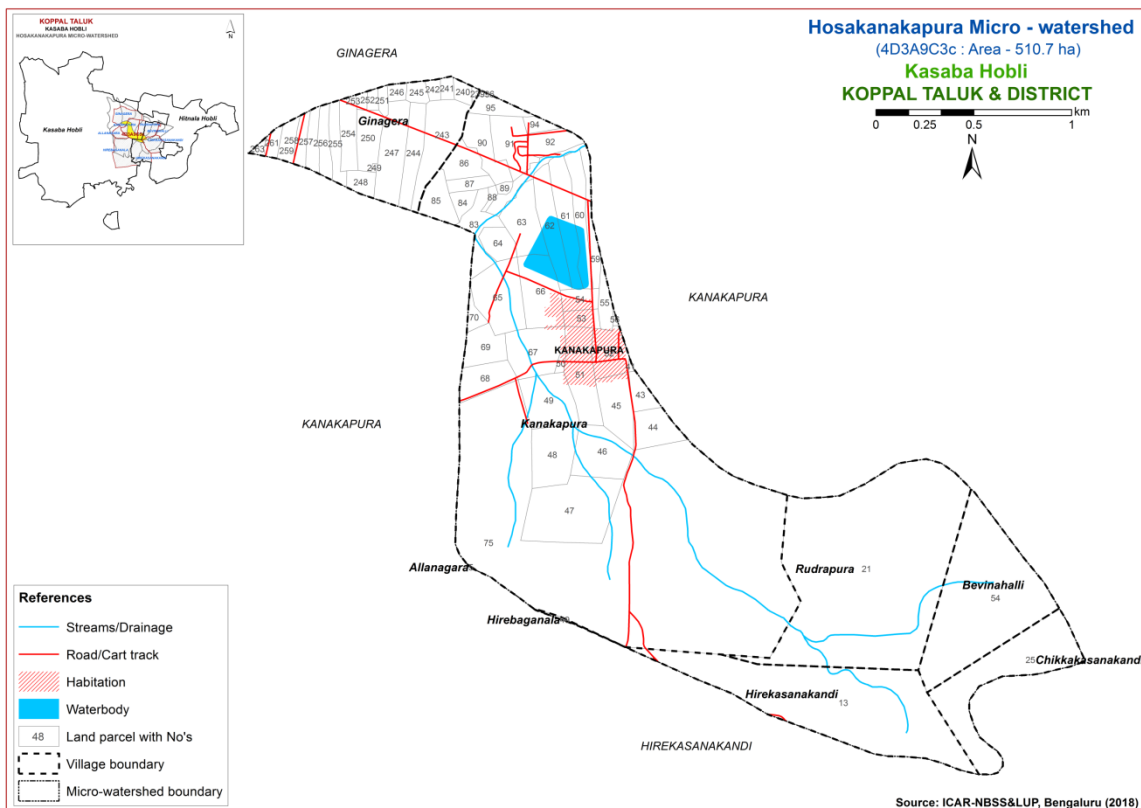 KOPPAL TALUK
KASABA HOBLI
HOSAKANAKAPURA MICRO-WATERSHED
N
Kasaba Hobli
Hitnala Hobli
Hosakanakapura Micro - watershed
(4D3A9C3c : Area - 510.7 ha)
Kasaba Hobli
KOPPAL TALUK & DISTRICT
0 0.25 0.5 1 km
N
GINAGERA
246 245 242 241 240
253 252 251
95
Ginagera
261 258 257 256 255 254 250 243 94
263 259 247 244 90 91 92
249 86
248 87 89
85 84 88
83 63 62 61 60
64
59
KANAKAPURA
65 66 54 55
70 53
69 67 KANAKAPURA
50
68 51
49 45 43
KANAKAPURA
Kanakapura
44
48 46
47
75
Allanagara
Rudrapura 21
Bevinahalli
54
Hirebaganala
25 Chikkakasanakandi
Hirekasanakandi
13
HIREKASANAKANDI
References
Streams/Drainage
Road/Cart track
Habitation
Waterbody
48 Land parcel with No's
Village boundary
Micro-watershed boundary
Source: ICAR-NBSS&LUP, Bengaluru (2018)